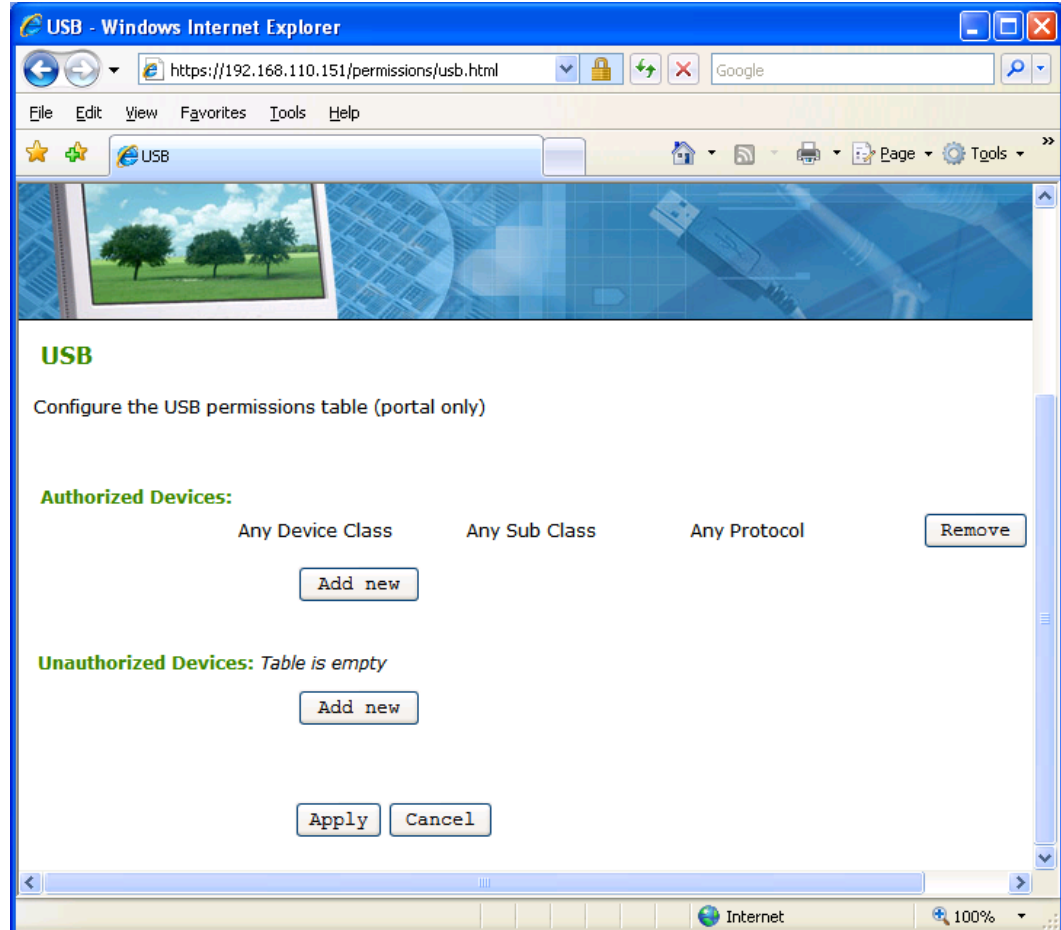 USB - Windows Internet Explorer
https://192.168.110.151/permissions/usb.html Google
File Edit View Favorites Tools Help
USB Page Tools »
USB
Configure the USB permissions table (portal only)
Authorized Devices:
Any Device Class Any Sub Class Any Protocol Remove
Add new
Unauthorized Devices: Table is empty
Add new
Apply Cancel
Internet 100%